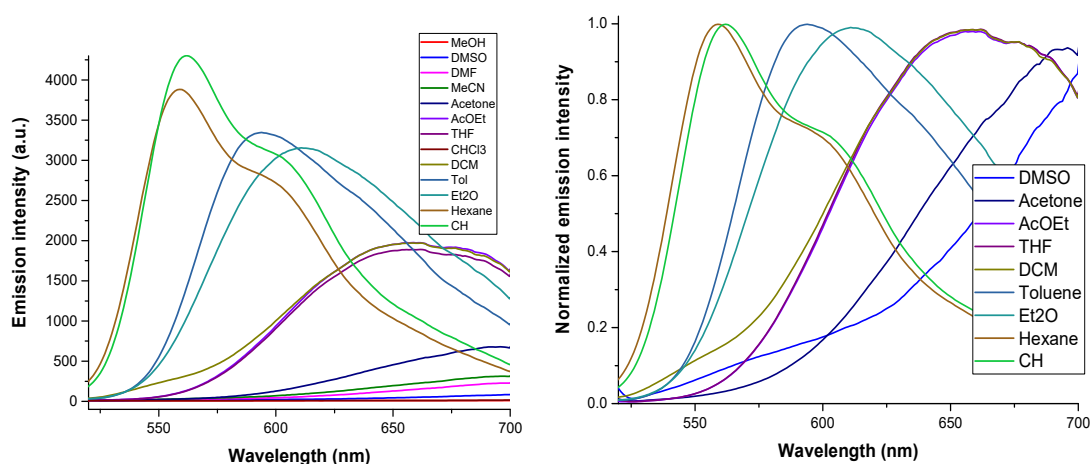 Emission intensity (a.u.)
4000
3500
3000
2500
2000
1500
1000
500
0
550
600
650
700
Wavelength (nm)
MeOH
DMSO
DMF
MeCN
Acetone
AcOEt
THF
CHCl3
DCM
Tol
Et2O
Hexane
CH
Normalized emission intensity
1.0
0.8
0.6
0.4
0.2
0.0
550
600
650
700
Wavelength (nm)
DMSO
Acetone
AcOEt
THF
DCM
Toluene
Et2O
Hexane
CH